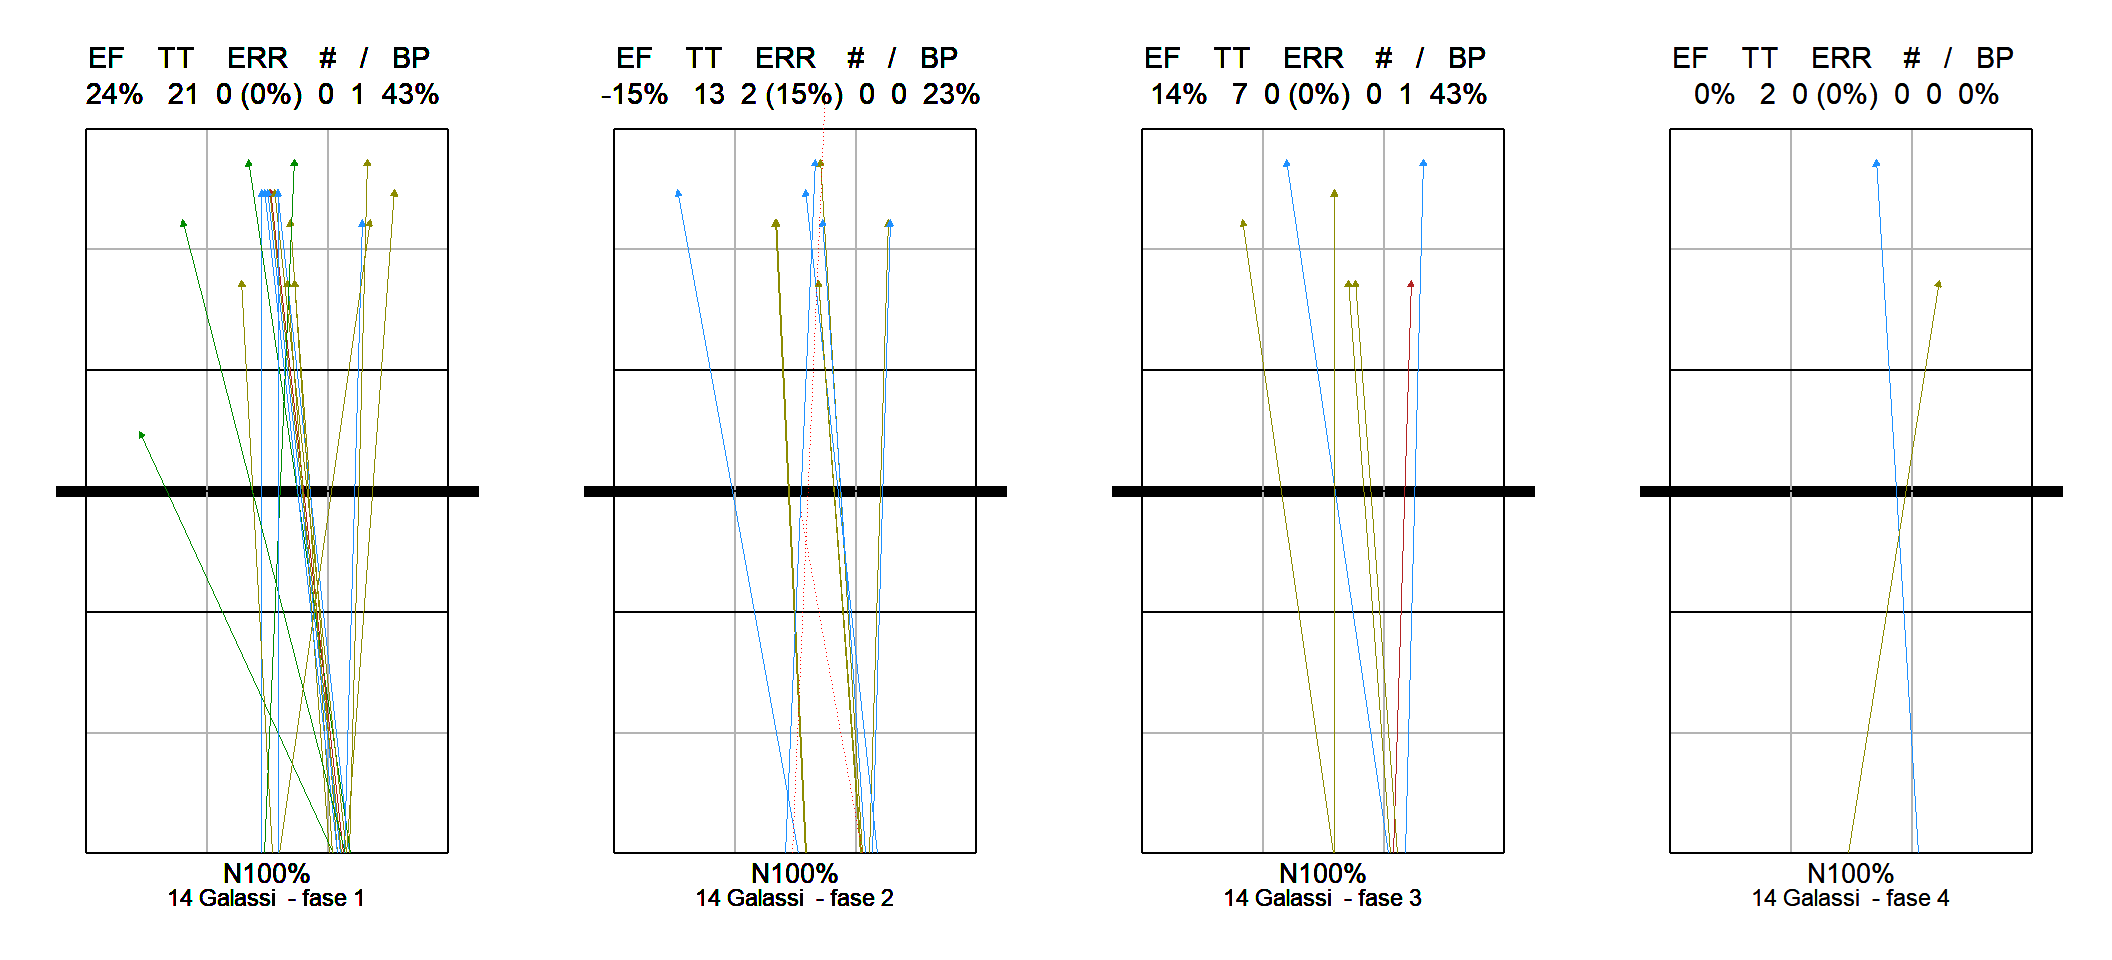 EF TT ERR # / BP
24% 21 0 (0%) 0 1 43%
N100%
14 Galassi - fase 1
EF TT ERR # / BP
-15% 13 2 (15%) 0 0 23%
N100%
14 Galassi - fase 2
EF TT ERR # / BP
14% 7 0 (0%) 0 1 43%
N100%
14 Galassi - fase 3
EF TT ERR # / BP
0% 2 0 (0%) 0 0 0%
N100%
14 Galassi - fase 4